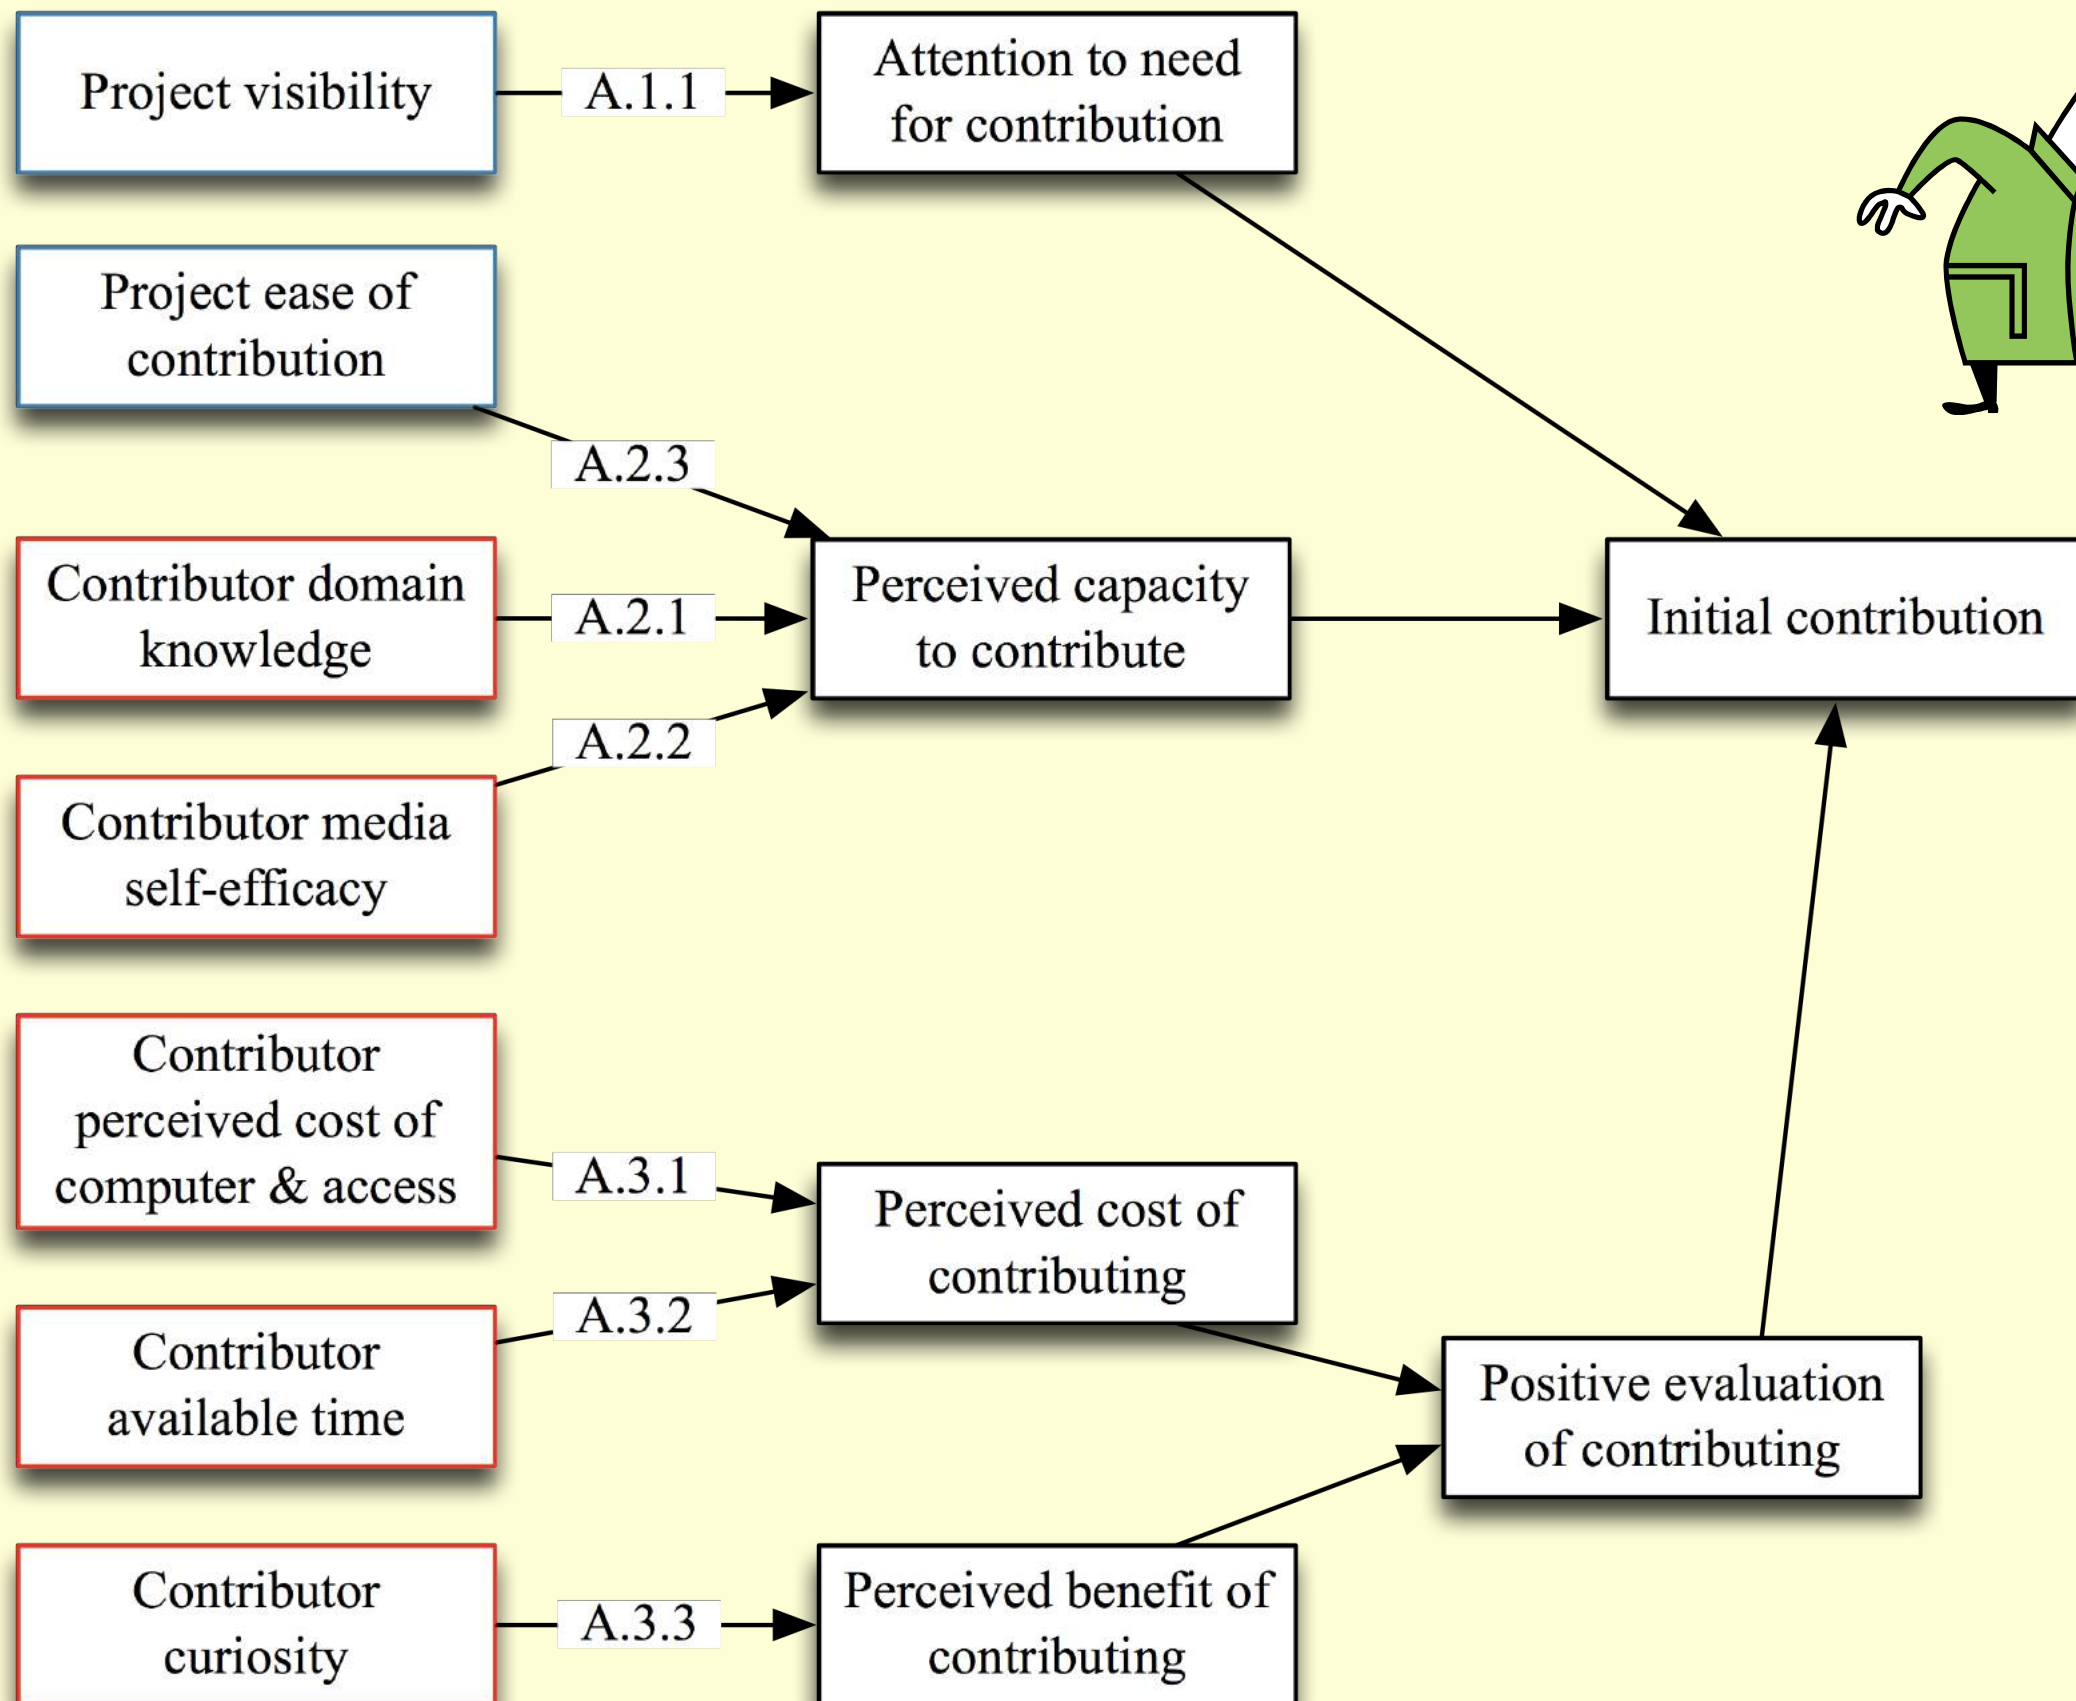 Project visibility
A.1.1
Attention to need
for contribution
Project ease of
contribution
A.2.3
Contributor domain
knowledge
A.2.1
Perceived capacity
to contribute
Initial contribution
A.2.2
Contributor media
self-efficacy
Contributor
perceived cost of
computer & access
A.3.1
Perceived cost of
contributing
A.3.2
Contributor
available time
Positive evaluation
of contributing
Contributor
curiosity
A.3.3
Perceived benefit of
contributing